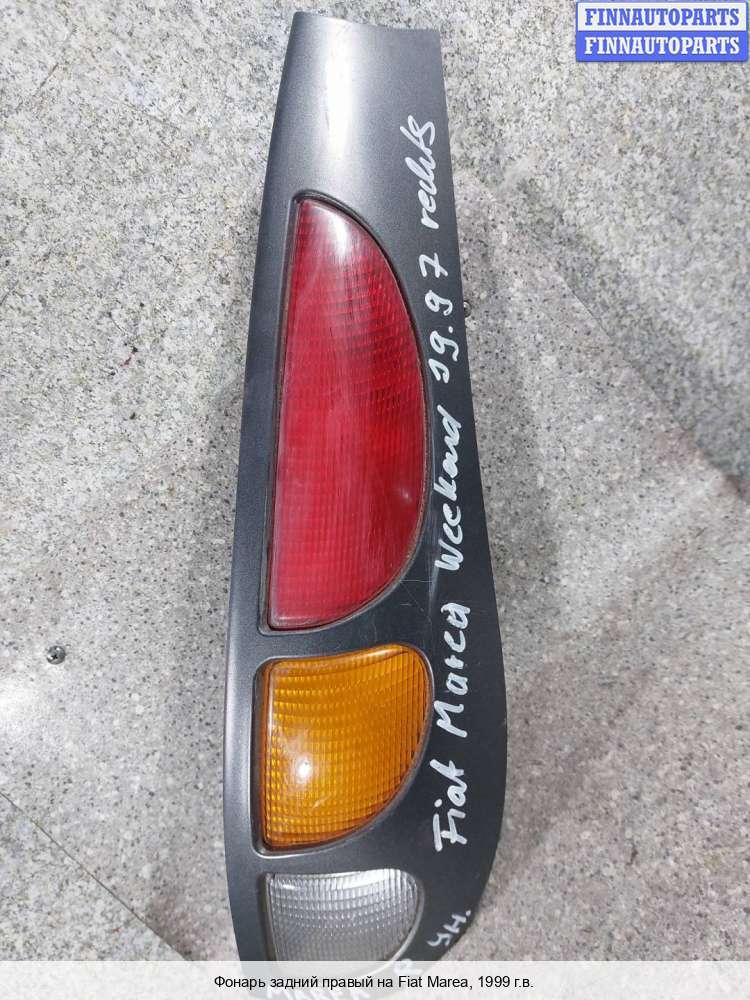 FINNAUTOPARTS
FINNAUTOPARTS
Fiat Marea Weekend 99.97 rechts
ЧН.
Фонарь задний правый на Fiat Marea, 1999 г.в.